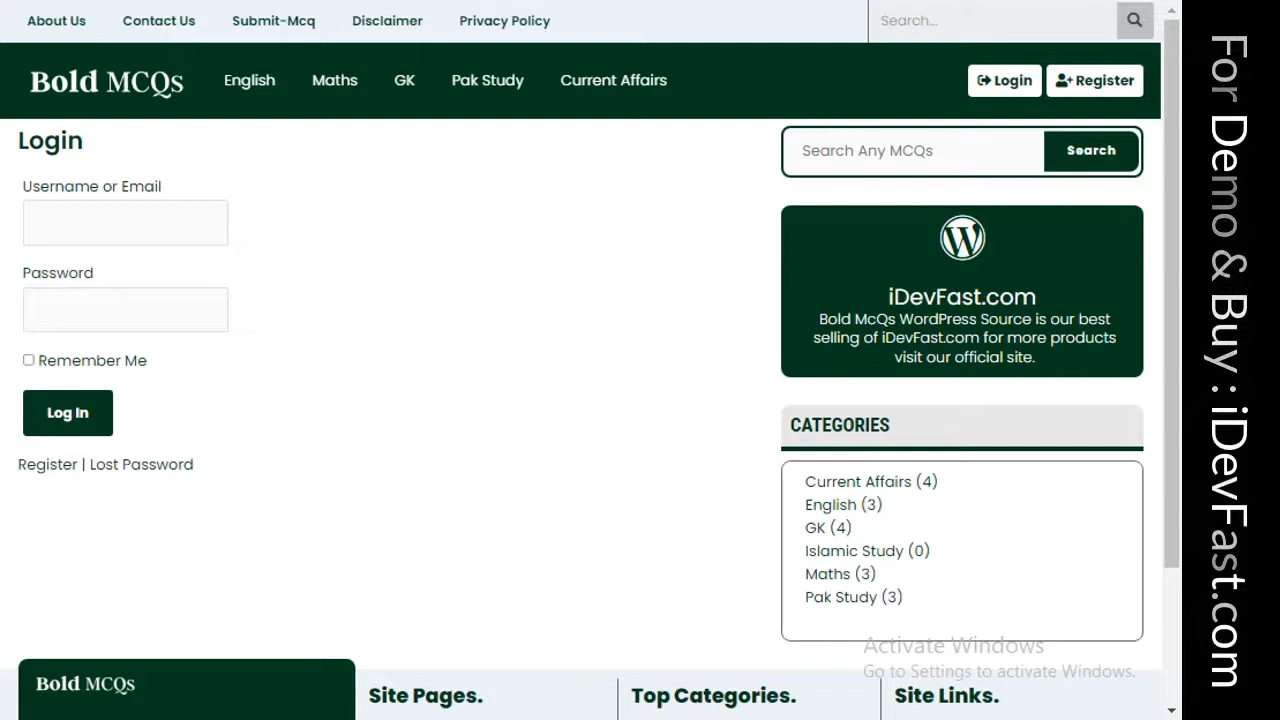 About Us Contact Us Submit-Mcq Disclaimer Privacy Policy Search...
Bold MCQs English Maths GK Pak Study Current Affairs Login Register
Login
Username or Email
Password
Remember Me
Log In
Register | Lost Password
Search Any MCQs Search
iDevFast.com
Bold McQs WordPress Source is our best
selling of iDevFast.com for more products
visit our official site.
CATEGORIES
Current Affairs (4)
English (3)
GK (4)
Islamic Study (0)
Maths (3)
Pak Study (3)
Activate Windows
Go to Settings to activate Windows.
Bold MCQs
Site Pages. Top Categories. Site Links.
For Demo & Buy : iDevFast.com